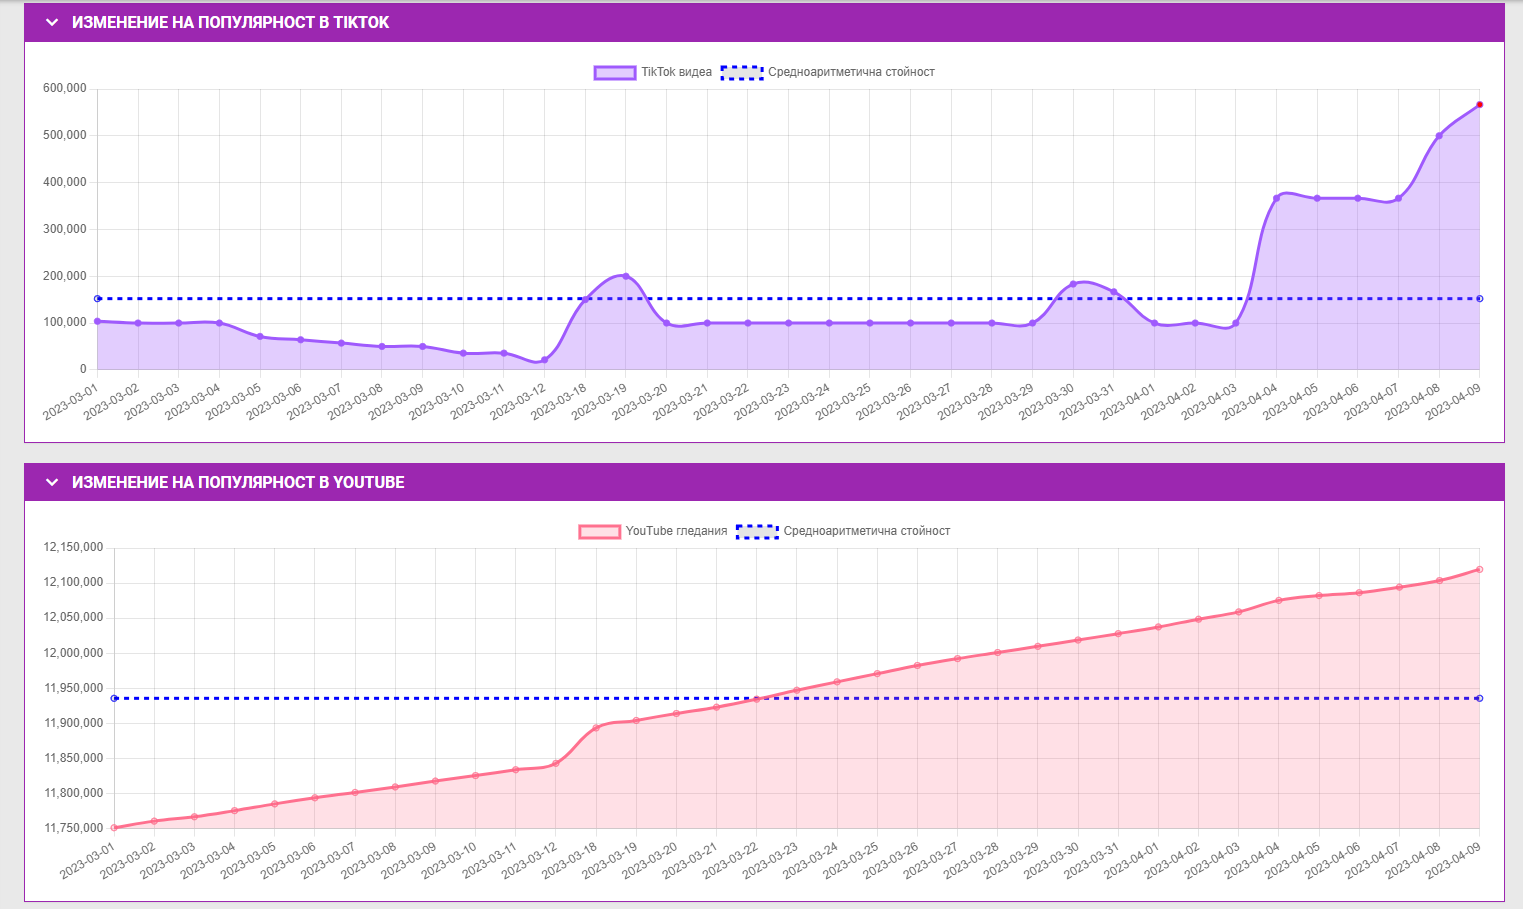 ИЗМЕНЕНИЕ НА ПОПУЛЯРНОСТ В TIKTOK
TikTok видеа Средноаритметична стойност
600,000
500,000
400,000
300,000
200,000
100,000
0
2023-03-01 2023-03-02 2023-03-03 2023-03-04 2023-03-05 2023-03-06 2023-03-07 2023-03-08 2023-03-09 2023-03-10 2023-03-11 2023-03-12 2023-03-18 2023-03-19 2023-03-20 2023-03-21 2023-03-22 2023-03-23 2023-03-24 2023-03-25 2023-03-26 2023-03-27 2023-03-28 2023-03-29 2023-03-30 2023-03-31 2023-04-01 2023-04-02 2023-04-03 2023-04-04 2023-04-05 2023-04-06 2023-04-07 2023-04-08 2023-04-09
ИЗМЕНЕНИЕ НА ПОПУЛЯРНОСТ В YOUTUBE
YouTube гледания Средноаритметична стойност
12,150,000
12,100,000
12,050,000
12,000,000
11,950,000
11,900,000
11,850,000
11,800,000
11,750,000
2023-03-01 2023-03-02 2023-03-03 2023-03-04 2023-03-05 2023-03-06 2023-03-07 2023-03-08 2023-03-09 2023-03-10 2023-03-11 2023-03-12 2023-03-18 2023-03-19 2023-03-20 2023-03-21 2023-03-22 2023-03-23 2023-03-24 2023-03-25 2023-03-26 2023-03-27 2023-03-28 2023-03-29 2023-03-30 2023-03-31 2023-04-01 2023-04-02 2023-04-03 2023-04-04 2023-04-05 2023-04-06 2023-04-07 2023-04-08 2023-04-09